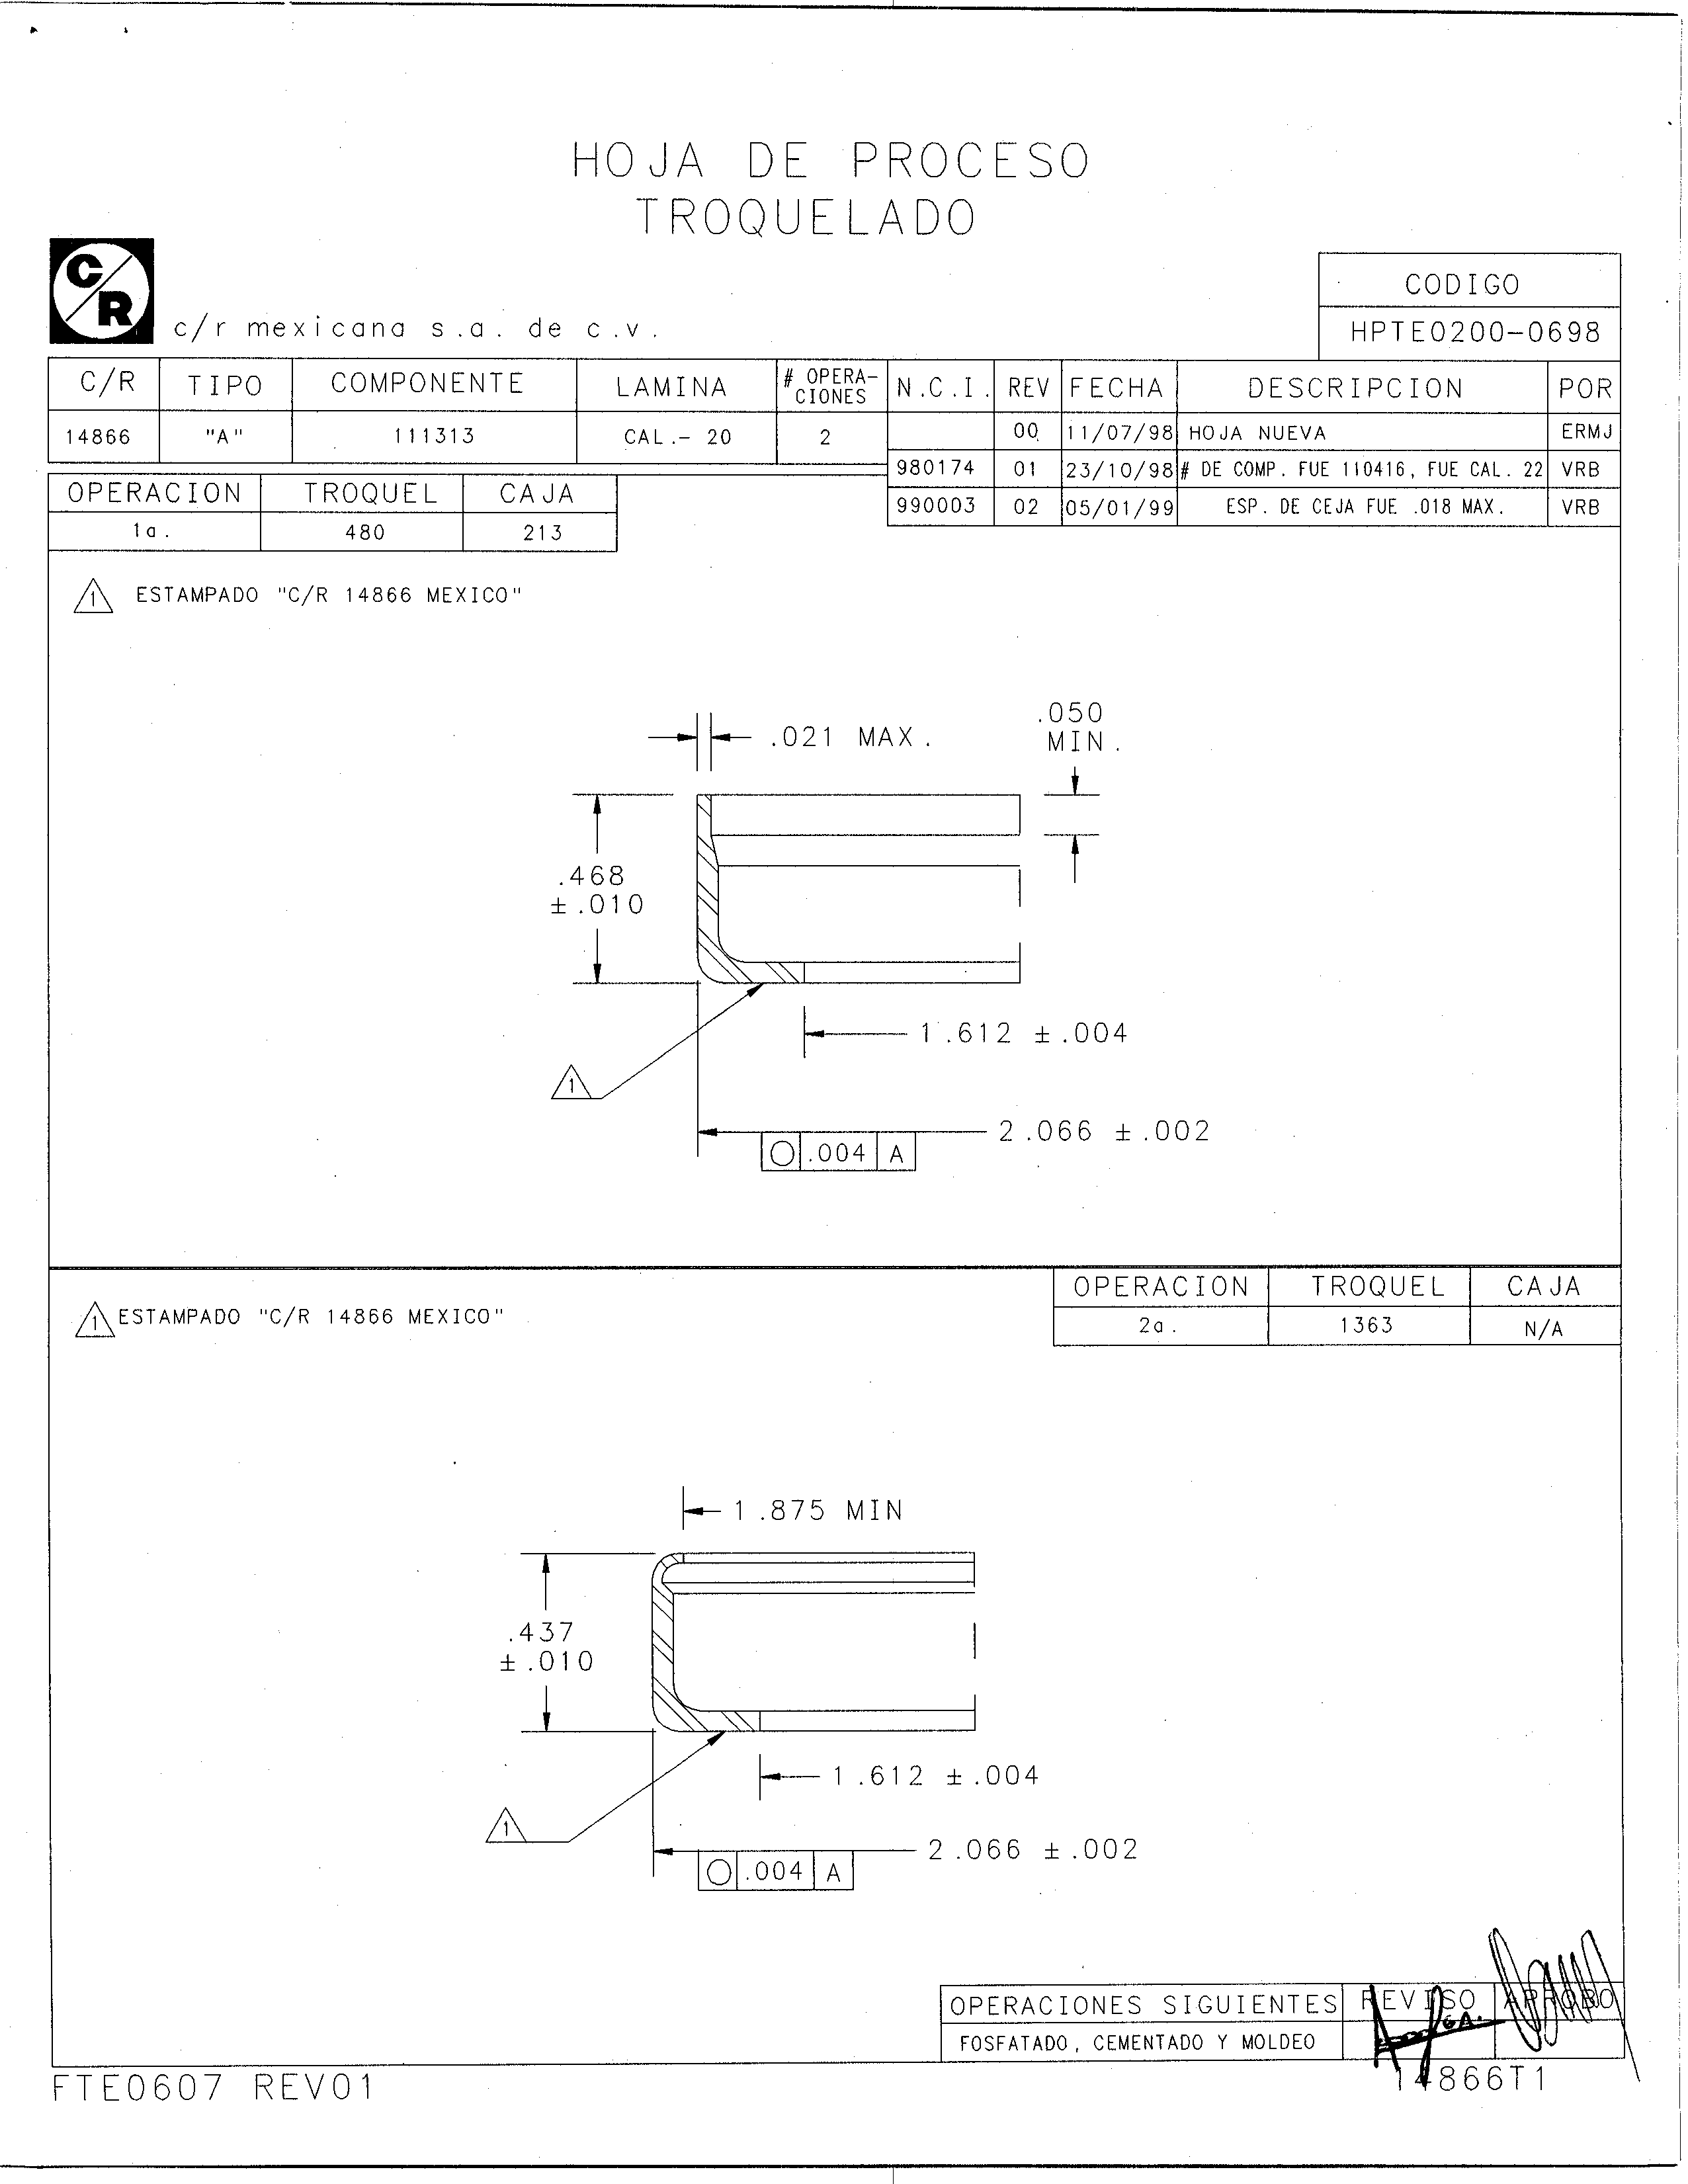 HOJA DE PROCESO
TROQUELADO
C/R
c/r mexicana s.a. de c.v.
CODIGO
HPTE0200-0698
C/R TIPO COMPONENTE LAMINA # OPERA-CIONES N.C.I. REV FECHA DESCRIPCION POR
14866 "A" 111313 CAL.- 20 2 00 11/07/98 HOJA NUEVA ERMJ
980174 01 23/10/98 # DE COMP. FUE 110416, FUE CAL. 22 VRB
990003 02 05/01/99 ESP. DE CEJA FUE .018 MAX. VRB
OPERACION TROQUEL CAJA
1a. 480 213
1 ESTAMPADO "C/R 14866 MEXICO"
.021 MAX.
.050
MIN.
.468
±.010
1.612 ±.004
1
2.066 ±.002
.004 A
OPERACION TROQUEL CAJA
2a. 1363 N/A
1 ESTAMPADO "C/R 14866 MEXICO"
1.875 MIN
.437
±.010
1.612 ±.004
1
2.066 ±.002
.004 A
OPERACIONES SIGUIENTES REVISO APROBO
FOSFATADO, CEMENTADO Y MOLDEO
FTE0607 REV01
14866T1